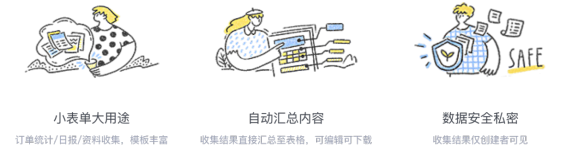 SAFE
小表单大用途
自动汇总内容
数据安全私密
订单统计/日报/资料收集，模板丰富
收集结果直接汇总至表格，可编辑可下载
收集结果仅创建者可见